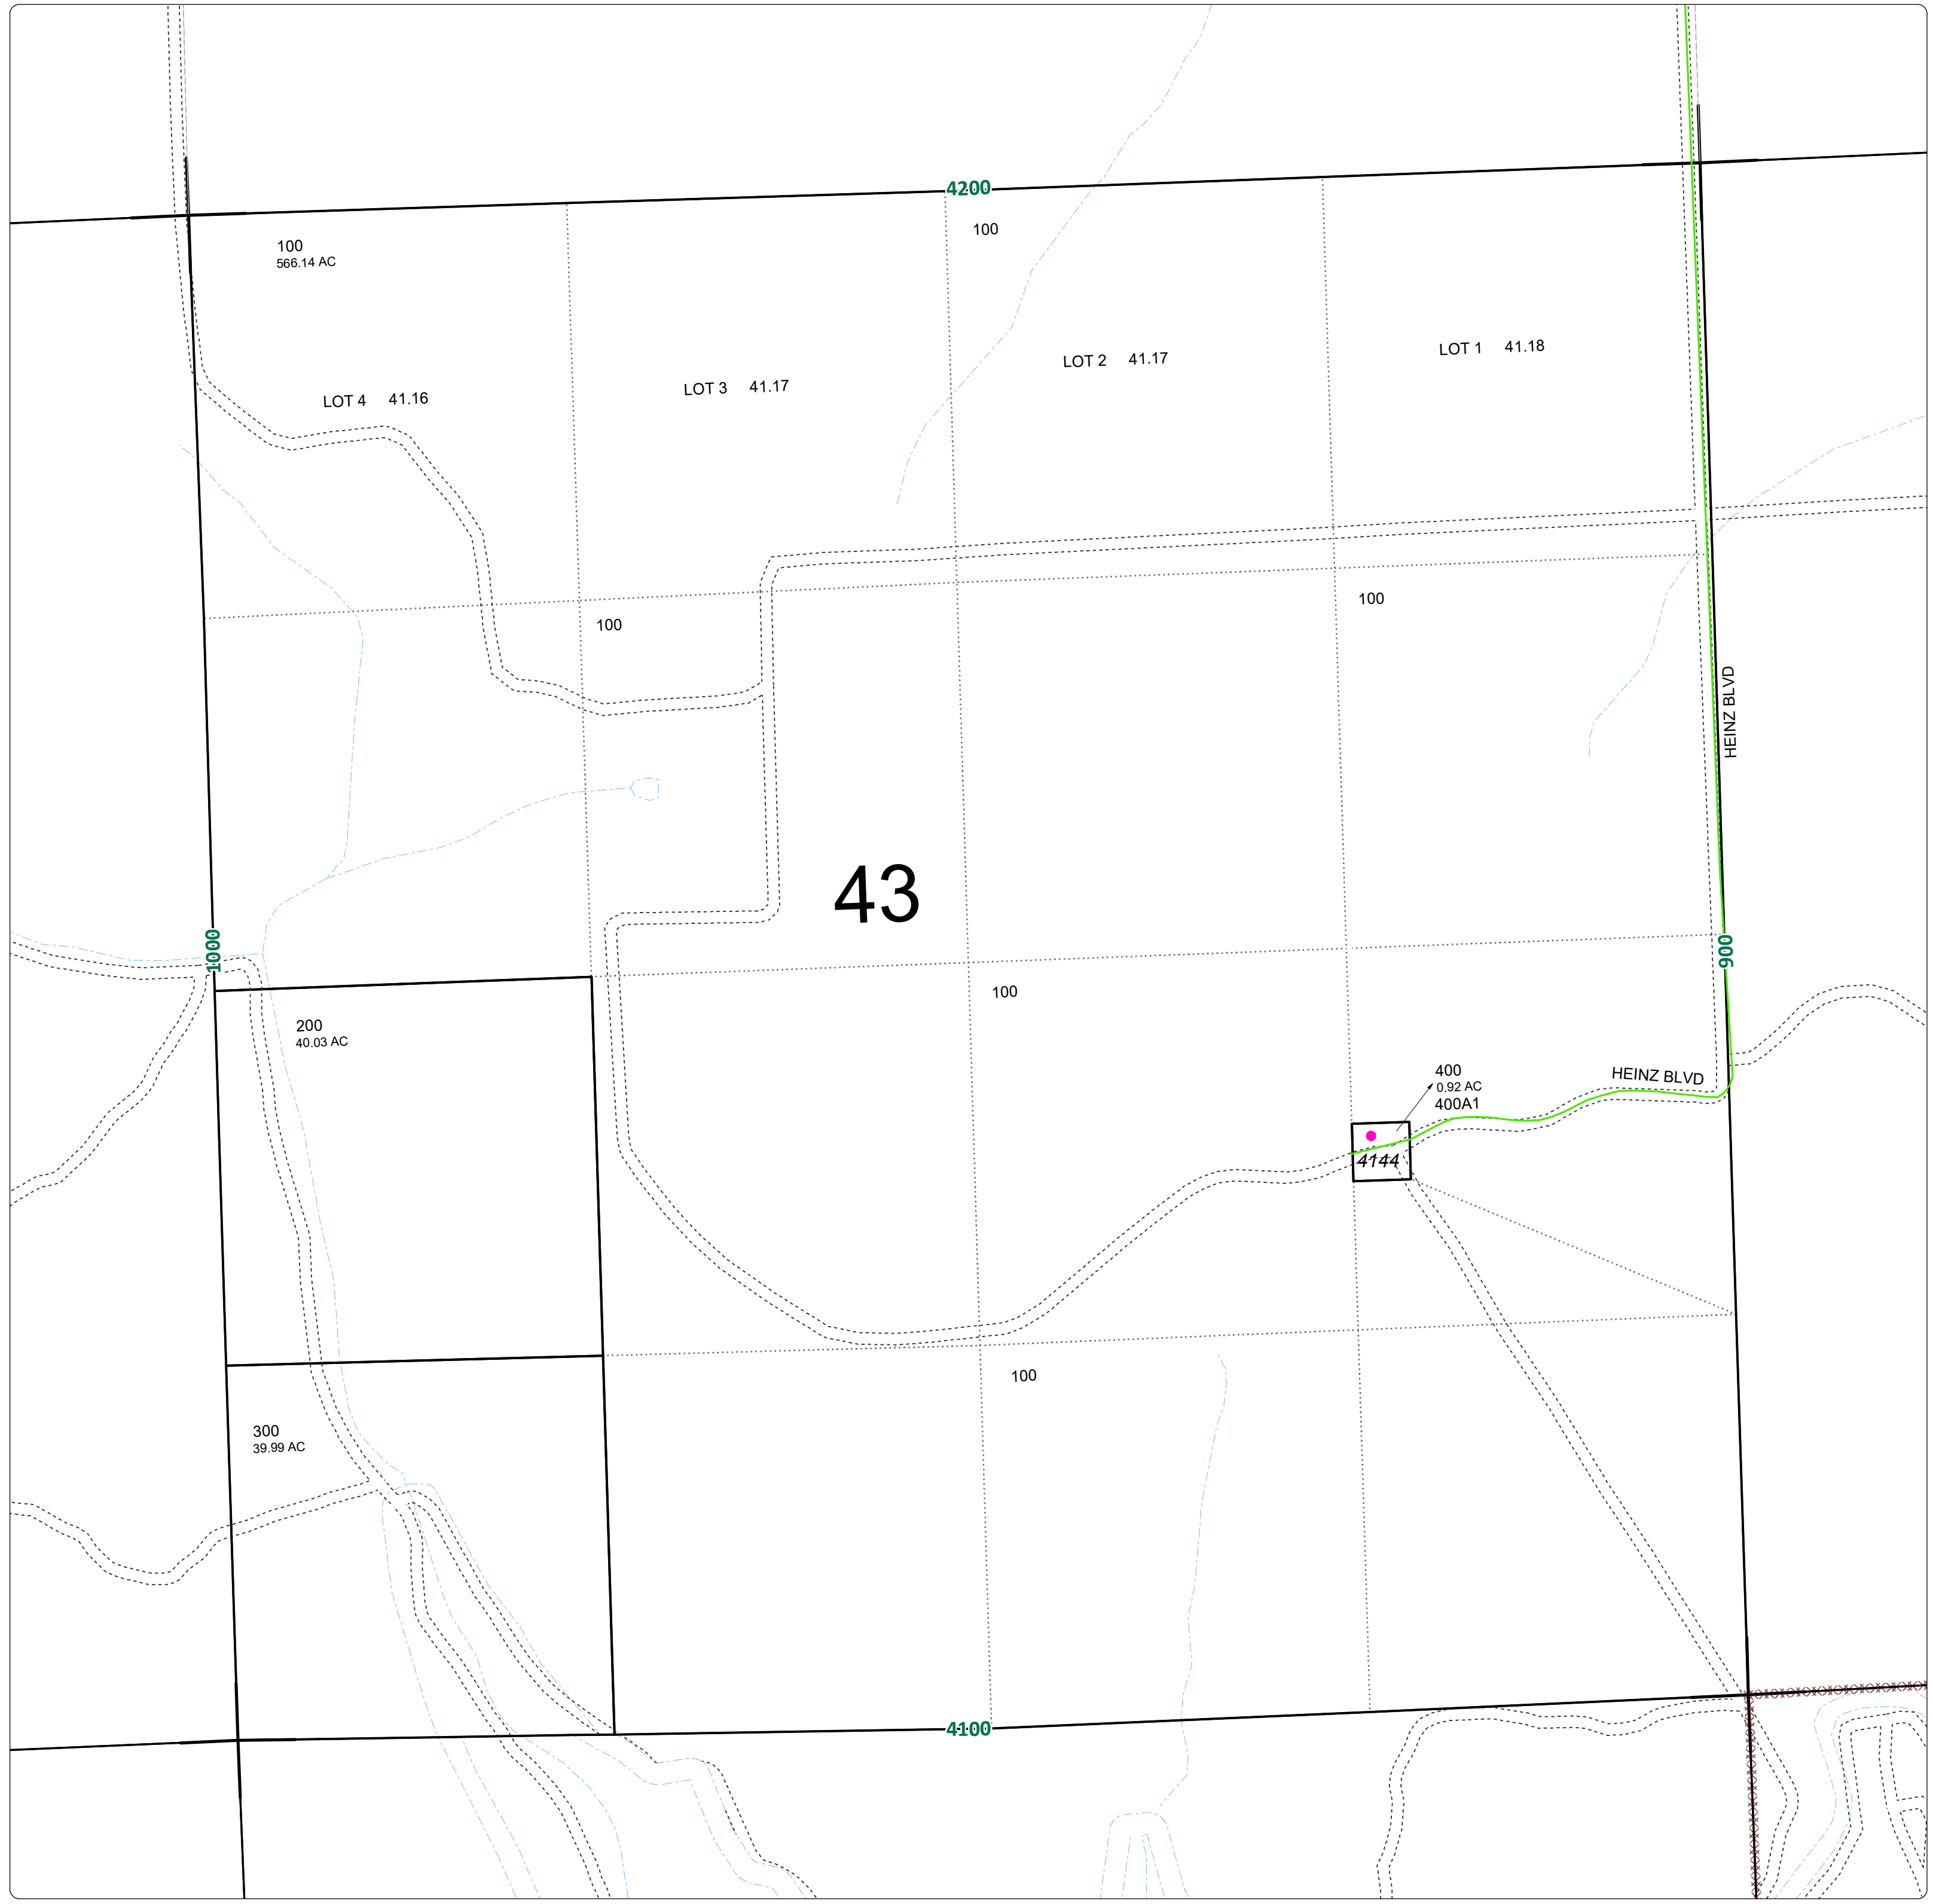 4200
100
100
566.14 AC
LOT 1 41.18
LOT 2 41.17
LOT 3 41.17
LOT 4 41.16
100
100
HEINZ BLVD
43
1000
900
100
200
40.03 AC
400
0.92 AC
400A1
HEINZ BLVD
4144
100
300
39.99 AC
4100